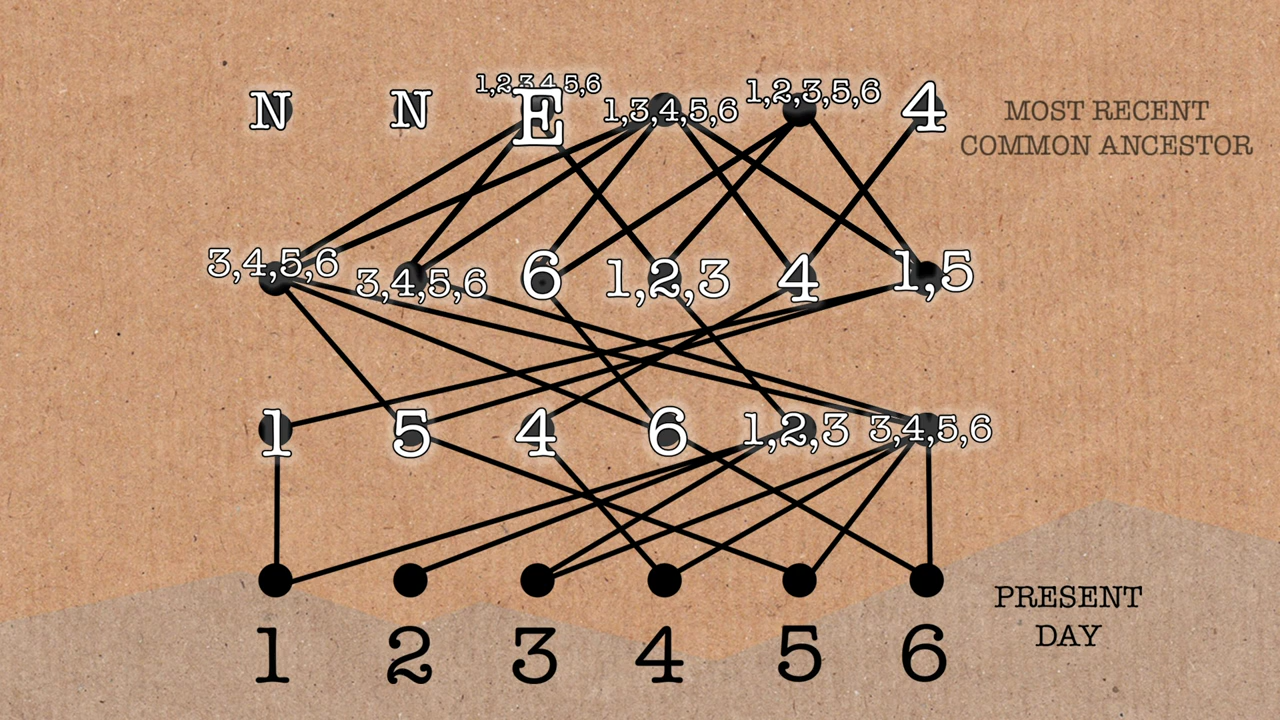 1,2,3,4,5,6
N N E 1,3,4,5,6 1,2,3,5,6 4
MOST RECENT
COMMON ANCESTOR
3,4,5,6 3,4,5,6 6 1,2,3 4 1,5
1 5 4 6 1,2,3 3,4,5,6
PRESENT
DAY
1 2 3 4 5 6